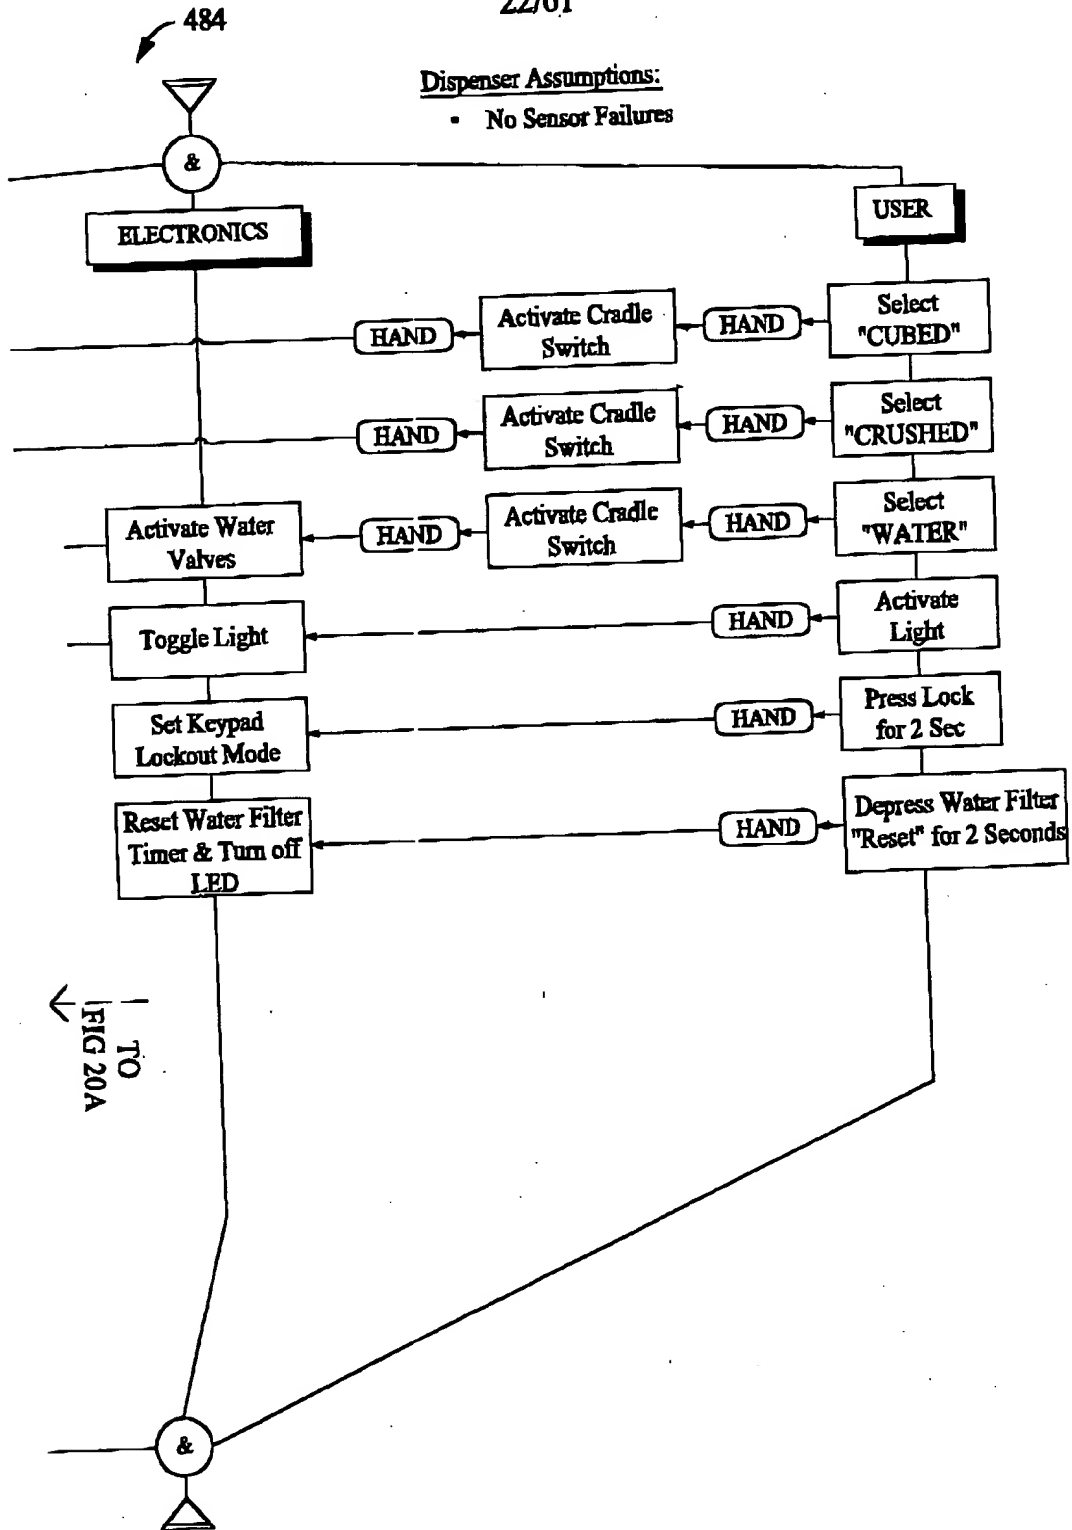 22/61
484
Dispenser Assumptions:
▪ No Sensor Failures
&
ELECTRONICS
USER
HAND
Activate Cradle
Switch
HAND
Select
"CUBED"
HAND
Activate Cradle
Switch
HAND
Select
"CRUSHED"
Activate Water
Valves
HAND
Activate Cradle
Switch
HAND
Select
"WATER"
Toggle Light
HAND
Activate
Light
Set Keypad
Lockout Mode
HAND
Press Lock
for 2 Sec
Reset Water Filter
Timer & Turn off
LED
HAND
Depress Water Filter
"Reset" for 2 Seconds
TO
FIG 20A
&